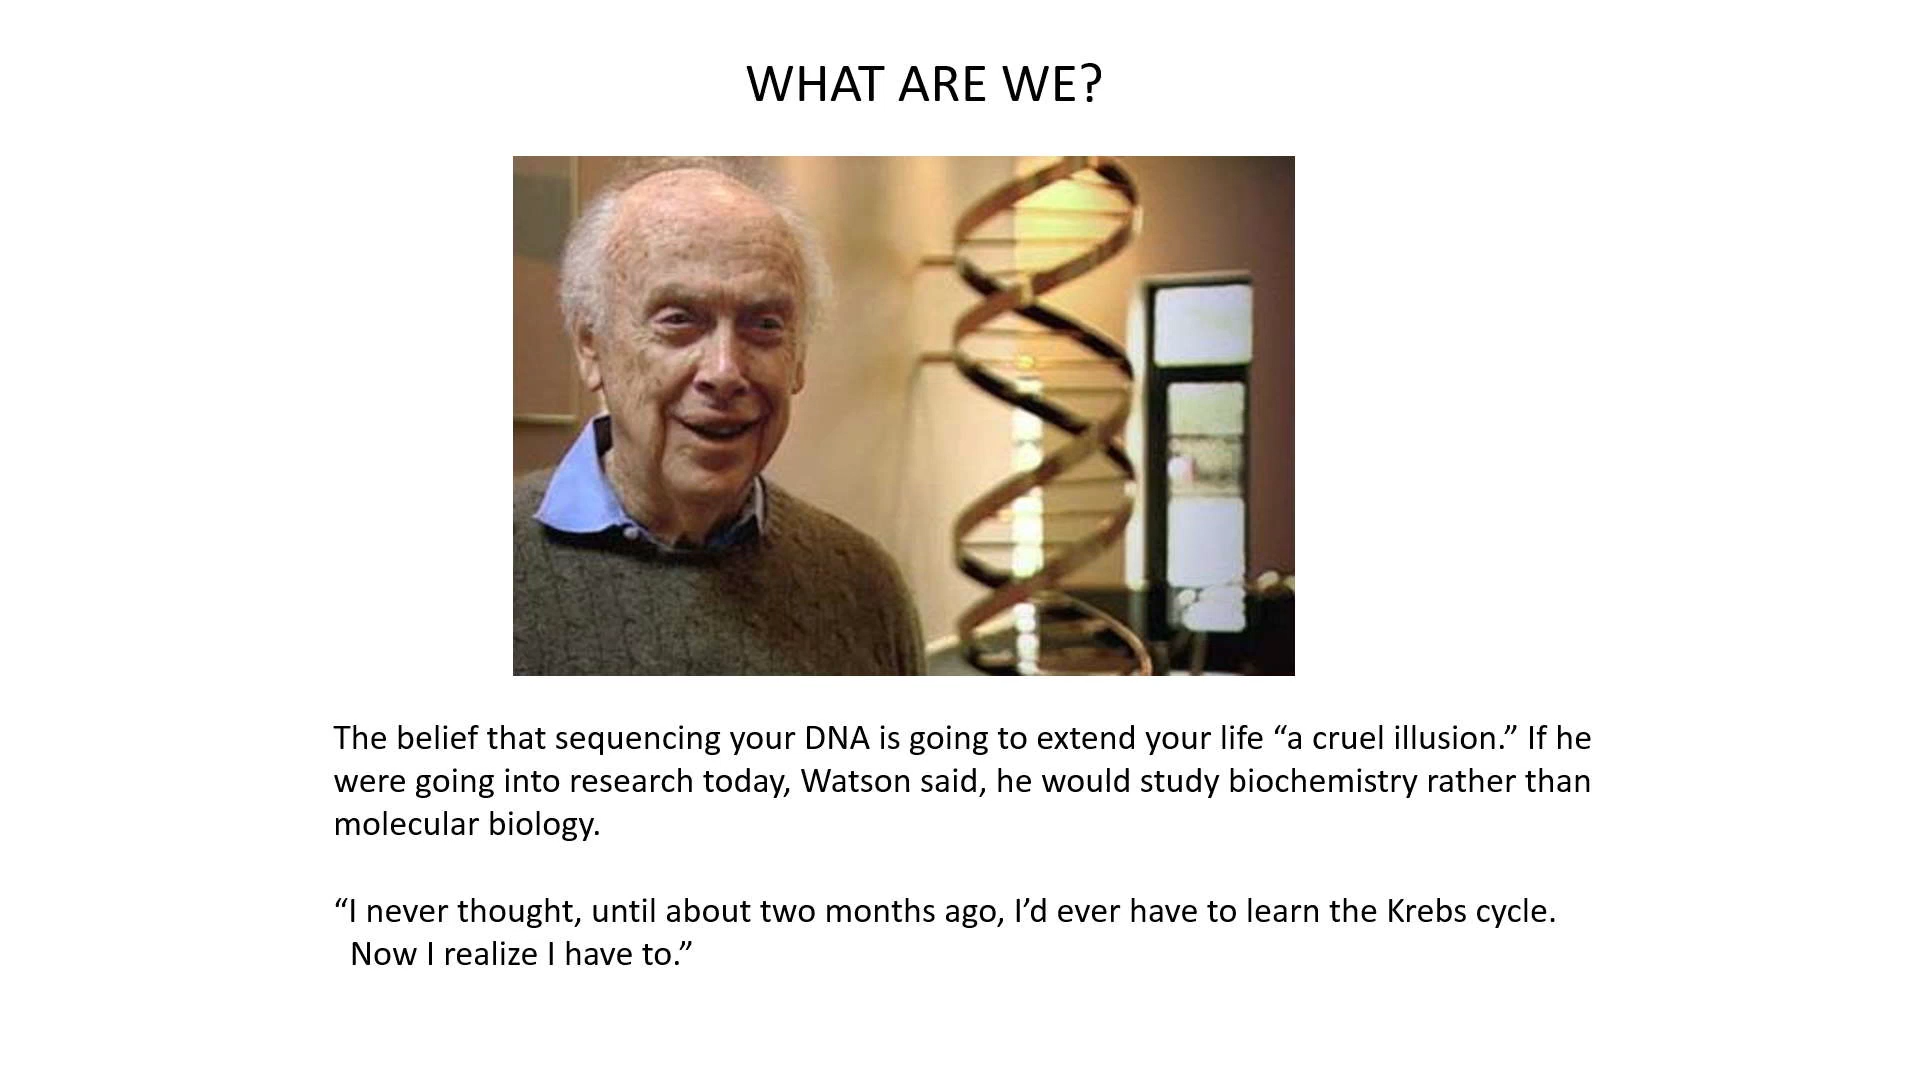 WHAT ARE WE?
The belief that sequencing your DNA is going to extend your life “a cruel illusion.” If he
were going into research today, Watson said, he would study biochemistry rather than
molecular biology.
“I never thought, until about two months ago, I’d ever have to learn the Krebs cycle.
Now I realize I have to.”